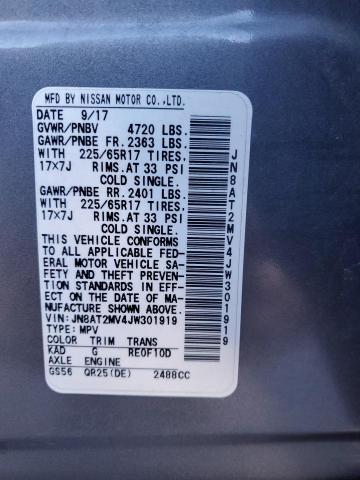 MFD BY NISSAN MOTOR CO.,LTD.
DATE 9/17
GVWR/PNBV 4720 LBS.
GAWR/PNBE FR. 2363 LBS.
WITH 225/65R17 TIRES,
17x7J RIMS.AT 33 PSI
COLD SINGLE.
GAWR/PNBE RR. 2401 LBS.
WITH 225/65R17 TIRES,
17x7J RIMS.AT 33 PSI
COLD SINGLE.
THIS VEHICLE CONFORMS
TO ALL APPLICABLE FED-
ERAL MOTOR VEHICLE SA-
FETY AND THEFT PREVEN-
TION STANDARDS IN EFF-
ECT ON THE DATE OF MA-
NUFACTURE SHOWN ABOVE
VIN: JN8AT2MV4JW301919
TYPE: MPV
COLOR TRIM TRANS
KAD G RE0F10D
AXLE ENGINE
GS56 QR25(DE) 2488CC
JN8AT2MV4JW301919